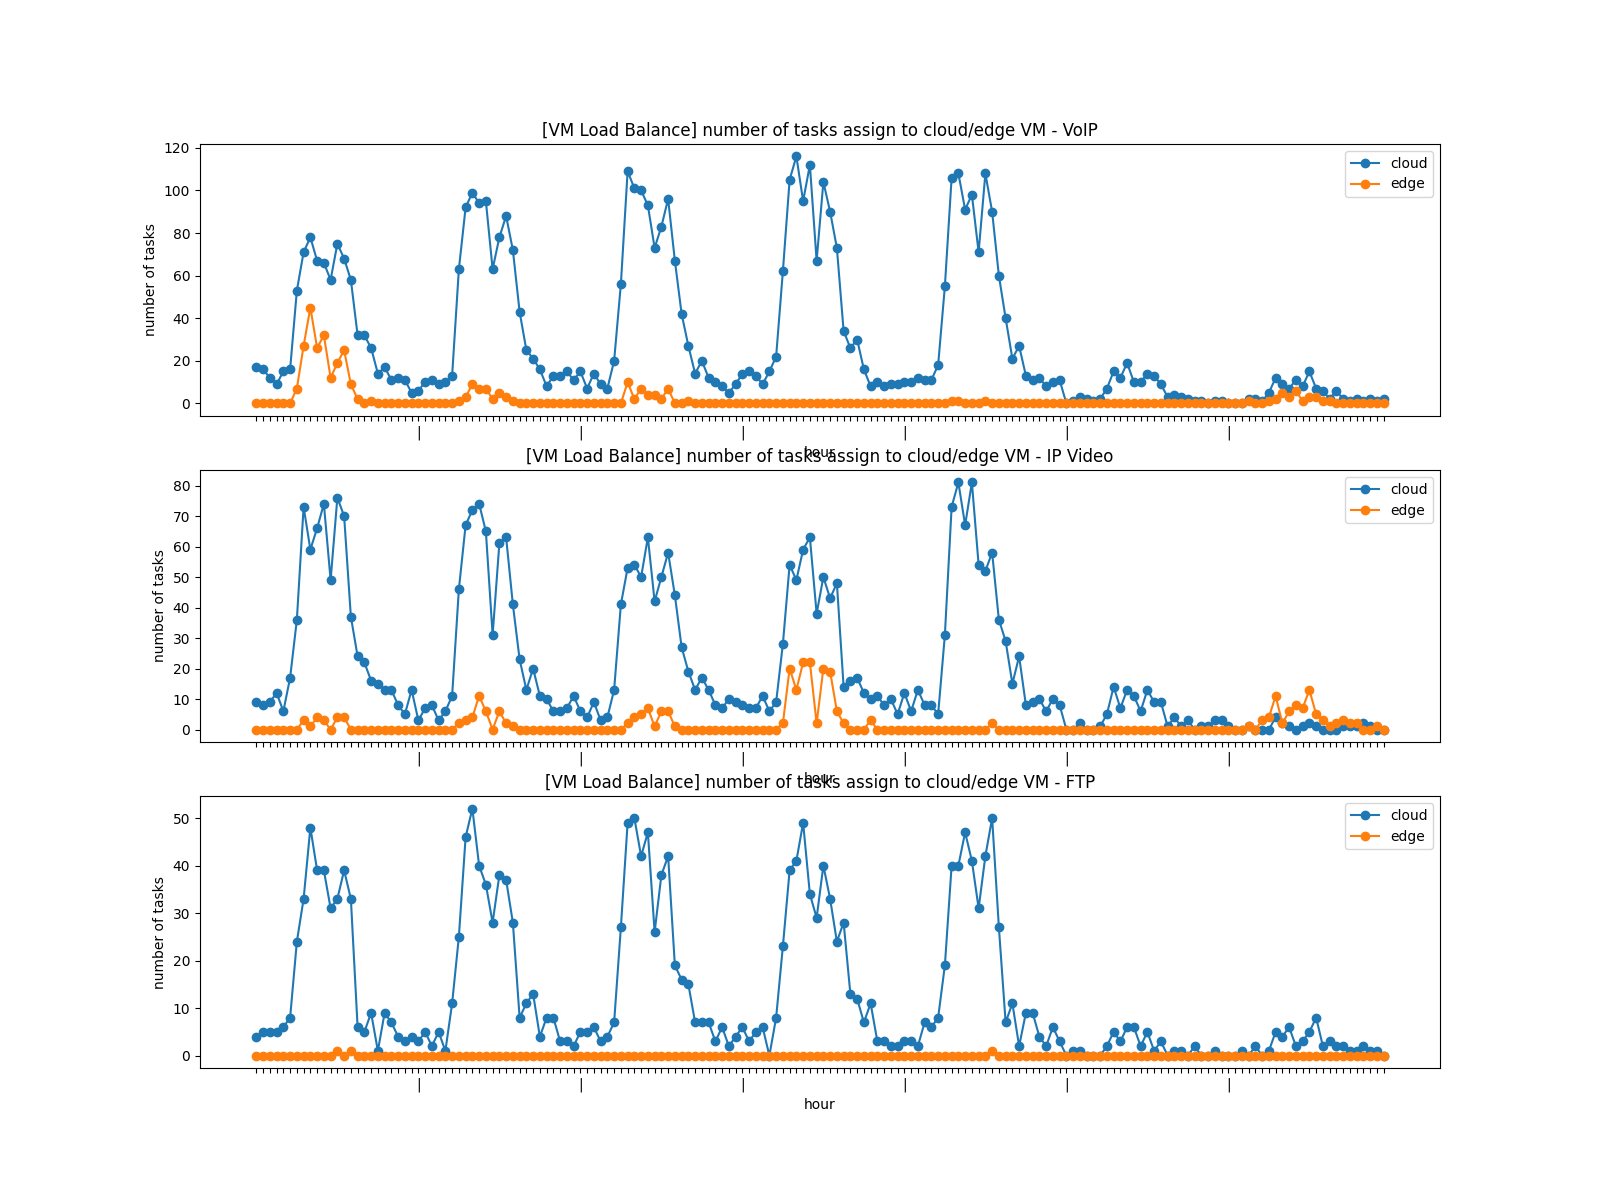 [VM Load Balance] number of tasks assign to cloud/edge VM - VoIP
120
100
80
60
40
20
0
number of tasks
cloud
edge
hour
[VM Load Balance] number of tasks assign to cloud/edge VM - IP Video
80
70
60
50
40
30
20
10
0
number of tasks
cloud
edge
hour
[VM Load Balance] number of tasks assign to cloud/edge VM - FTP
50
40
30
20
10
0
number of tasks
cloud
edge
hour